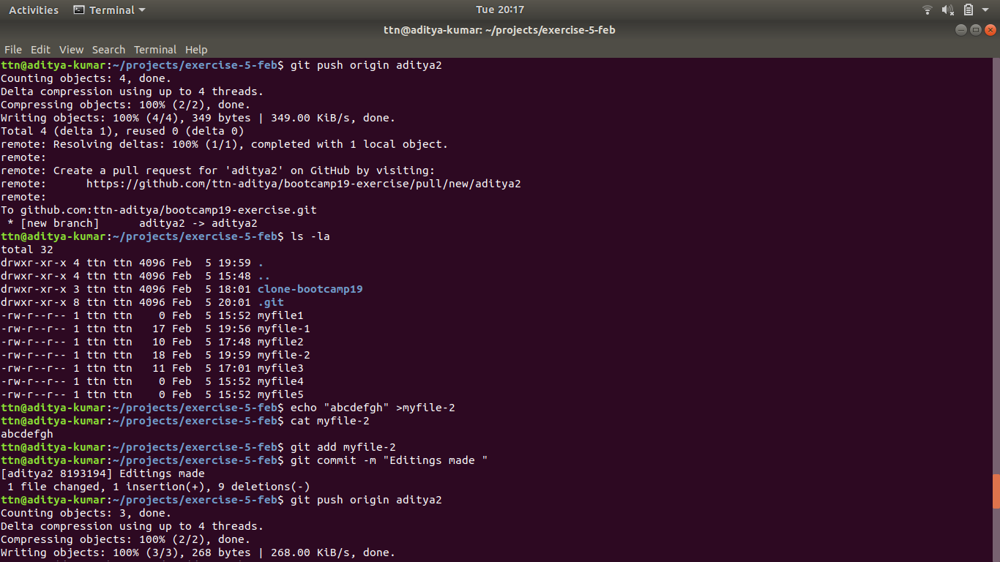 Activities Terminal Tue 20:17
ttn@aditya-kumar: ~/projects/exercise-5-feb
File Edit View Search Terminal Help
ttn@aditya-kumar:~/projects/exercise-5-feb$ git push origin aditya2
Counting objects: 4, done.
Delta compression using up to 4 threads.
Compressing objects: 100% (2/2), done.
Writing objects: 100% (4/4), 349 bytes | 349.00 KiB/s, done.
Total 4 (delta 1), reused 0 (delta 0)
remote: Resolving deltas: 100% (1/1), completed with 1 local object.
remote:
remote: Create a pull request for 'aditya2' on GitHub by visiting:
remote:      https://github.com/ttn-aditya/bootcamp19-exercise/pull/new/aditya2
remote:
To github.com:ttn-aditya/bootcamp19-exercise.git
 * [new branch]      aditya2 -> aditya2
ttn@aditya-kumar:~/projects/exercise-5-feb$ ls -la
total 32
drwxr-xr-x 4 ttn ttn 4096 Feb  5 19:59 .
drwxr-xr-x 4 ttn ttn 4096 Feb  5 15:48 ..
drwxr-xr-x 3 ttn ttn 4096 Feb  5 18:01 clone-bootcamp19
drwxr-xr-x 8 ttn ttn 4096 Feb  5 20:01 .git
-rw-r--r-- 1 ttn ttn    0 Feb  5 15:52 myfile1
-rw-r--r-- 1 ttn ttn   17 Feb  5 19:56 myfile-1
-rw-r--r-- 1 ttn ttn   10 Feb  5 17:48 myfile2
-rw-r--r-- 1 ttn ttn   18 Feb  5 19:59 myfile-2
-rw-r--r-- 1 ttn ttn   11 Feb  5 17:01 myfile3
-rw-r--r-- 1 ttn ttn    0 Feb  5 15:52 myfile4
-rw-r--r-- 1 ttn ttn    0 Feb  5 15:52 myfile5
ttn@aditya-kumar:~/projects/exercise-5-feb$ echo "abcdefgh" >myfile-2
ttn@aditya-kumar:~/projects/exercise-5-feb$ cat myfile-2
abcdefgh
ttn@aditya-kumar:~/projects/exercise-5-feb$ git add myfile-2
ttn@aditya-kumar:~/projects/exercise-5-feb$ git commit -m "Editings made "
[aditya2 8193194] Editings made
 1 file changed, 1 insertion(+), 9 deletions(-)
ttn@aditya-kumar:~/projects/exercise-5-feb$ git push origin aditya2
Counting objects: 3, done.
Delta compression using up to 4 threads.
Compressing objects: 100% (2/2), done.
Writing objects: 100% (3/3), 268 bytes | 268.00 KiB/s, done.